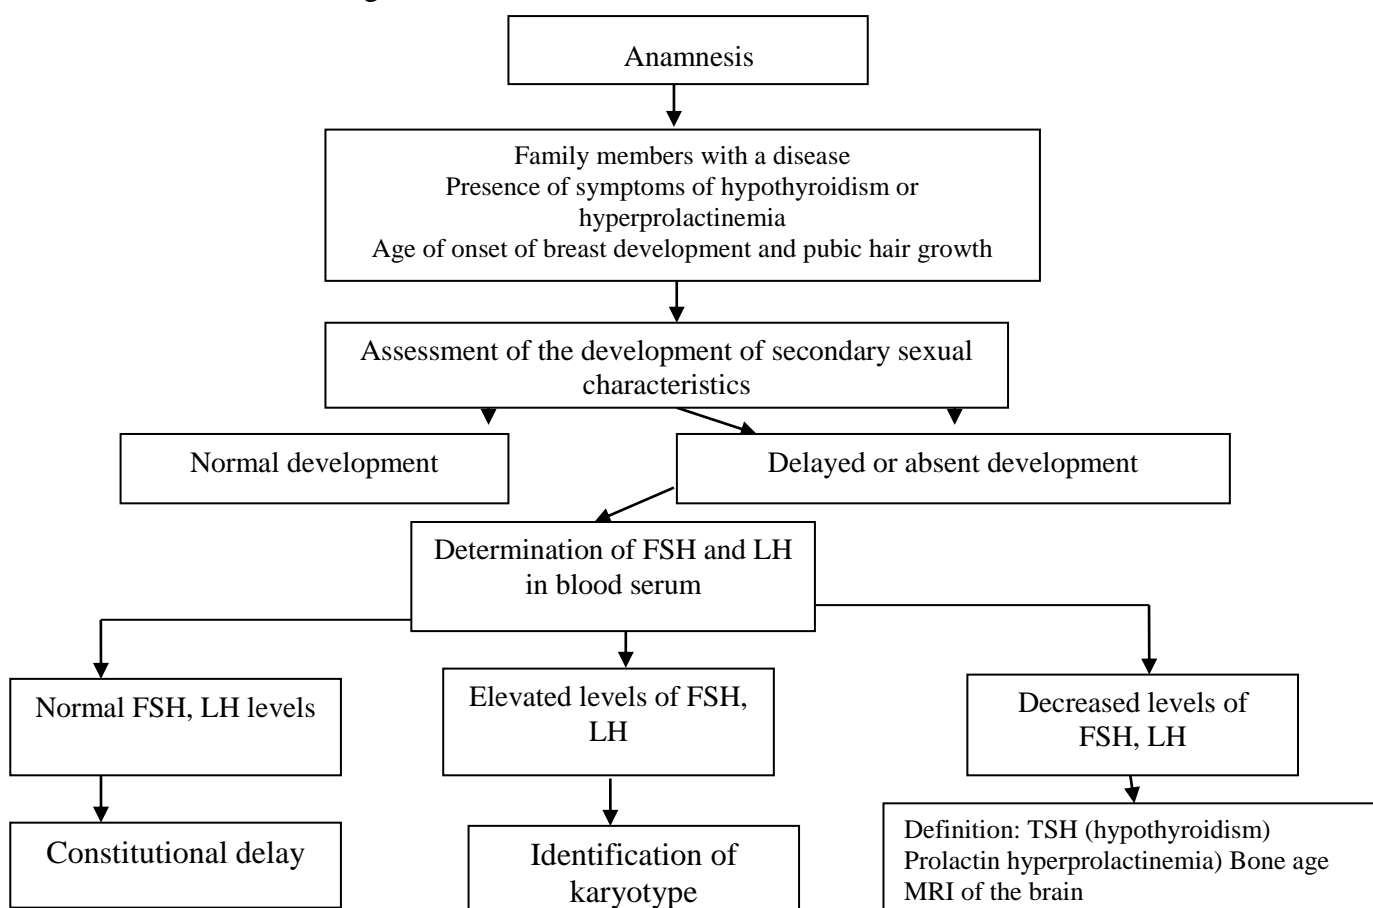 Anamnesis
Family members with a disease
Presence of symptoms of hypothyroidism or
hyperprolactinemia
Age of onset of breast development and pubic hair growth
Assessment of the development of secondary sexual
characteristics
Normal development
Delayed or absent development
Determination of FSH and LH
in blood serum
Normal FSH, LH levels
Elevated levels of FSH,
LH
Decreased levels of
FSH, LH
Constitutional delay
Identification of
karyotype
Definition: TSH (hypothyroidism)
Prolactin hyperprolactinemia) Bone age
MRI of the brain